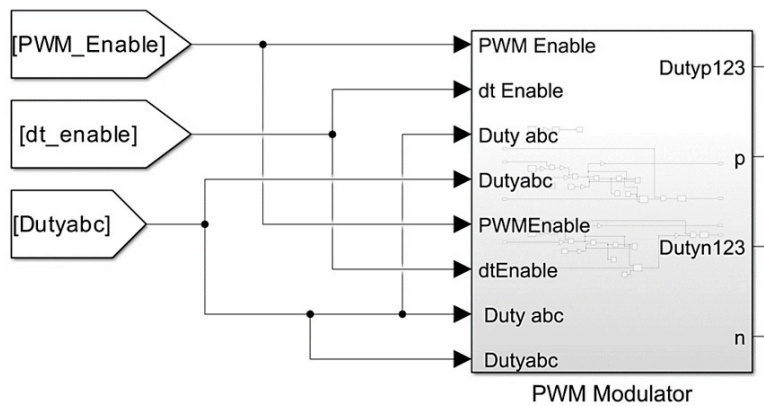 [PWM_Enable]
[dt_enable]
[Dutyabc]
PWM Enable
dt Enable
Duty abc
Dutyabc
PWMEnable
dtEnable
Duty abc
Dutyabc
Dutyp123
p
Dutyn123
n
PWM Modulator